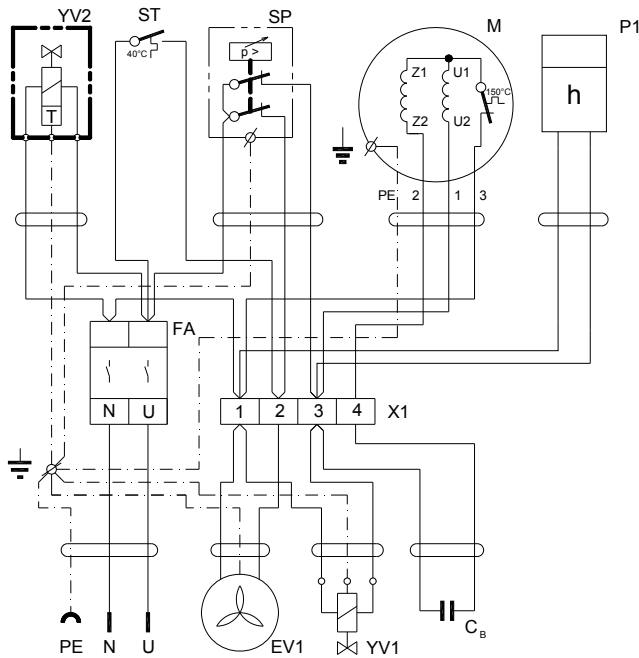 YV2 ST SP M P1
40°C
p >
Z1 U1
150°C
h
T
Z2 U2
PE 2 1 3
FA
N U
1 2 3 4 X1
PE N U EV1 YV1 C B